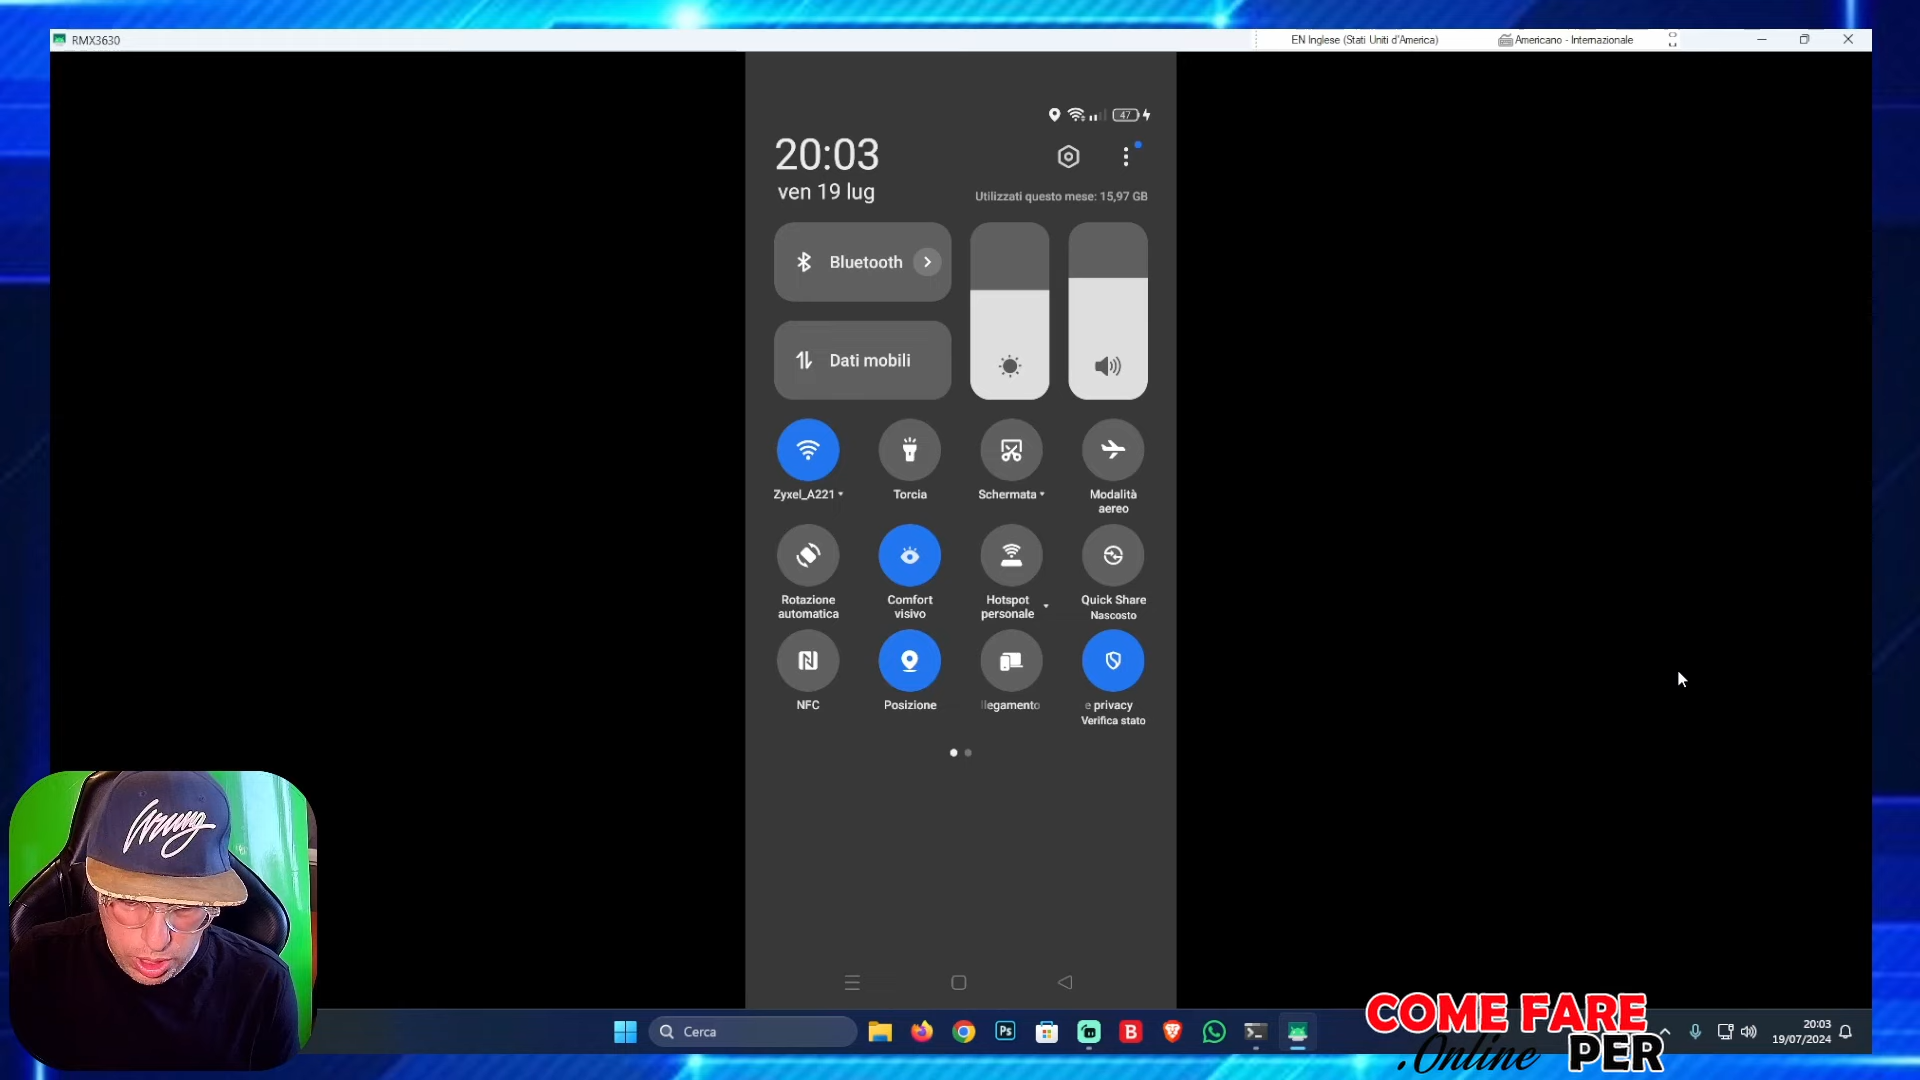 RMX3630
EN Inglese (Stati Uniti d'America)
Americano - Internazionale
47
20:03
ven 19 lug
Utilizzati questo mese: 15,97 GB
Bluetooth
Dati mobili
Zyxel_A221
Torcia
Schermata
Modalità
aereo
Rotazione
automatica
Comfort
visivo
Hotspot
personale
Quick Share
Nascosto
NFC
Posizione
llegamento
e privacy
Verifica stato
Cerca
Ps
B
20:03
19/07/2024
COME FARE
.Online PER